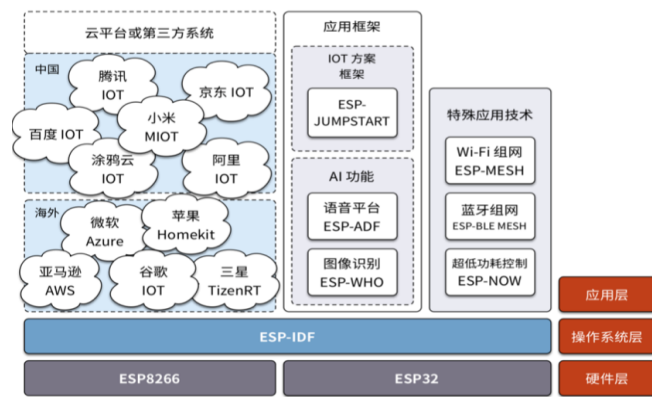 云平台或第三方系统
中国
腾讯
IOT
京东 IOT
小米
MIOT
百度 IOT
涂鸦云
IOT
阿里
IOT
海外
微软
Azure
苹果
Homekit
亚马逊
AWS
谷歌
IOT
三星
TizenRT
应用框架
IOT 方案
框架
ESP-
JUMPSTART
AI 功能
语音平台
ESP-ADF
图像识别
ESP-WHO
特殊应用技术
Wi-Fi 组网
ESP-MESH
蓝牙组网
ESP-BLE MESH
超低功耗控制
ESP-NOW
应用层
ESP-IDF
操作系统层
ESP8266
ESP32
硬件层